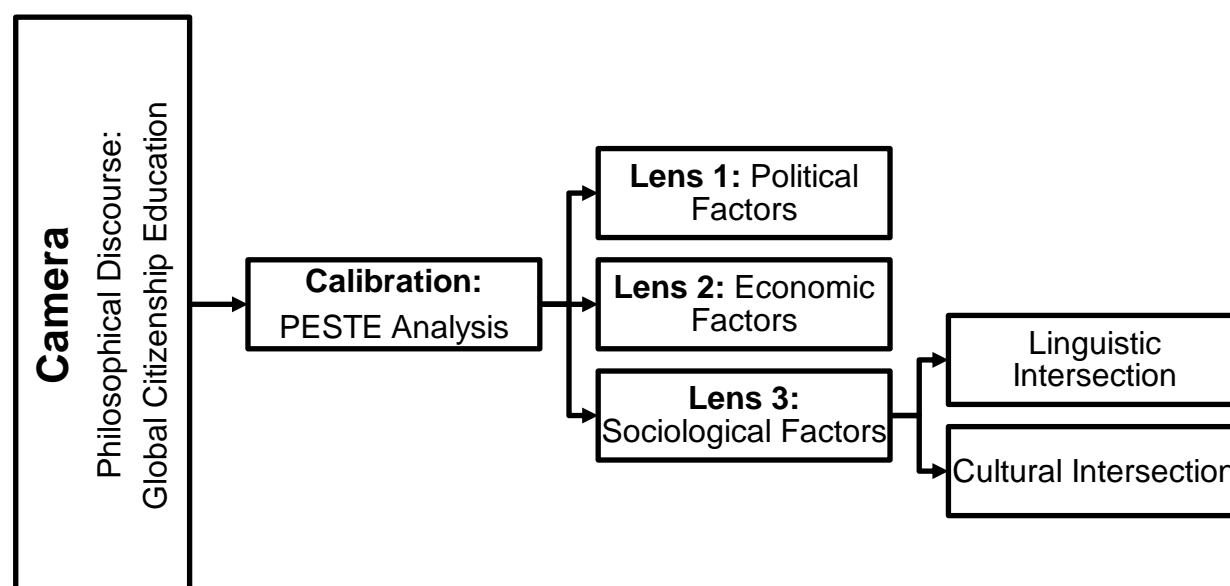 Camera
Philosophical Discourse:
Global Citizenship Education
Calibration:
PESTE Analysis
Lens 1: Political
Factors
Lens 2: Economic
Factors
Lens 3:
Sociological Factors
Linguistic
Intersection
Cultural Intersection